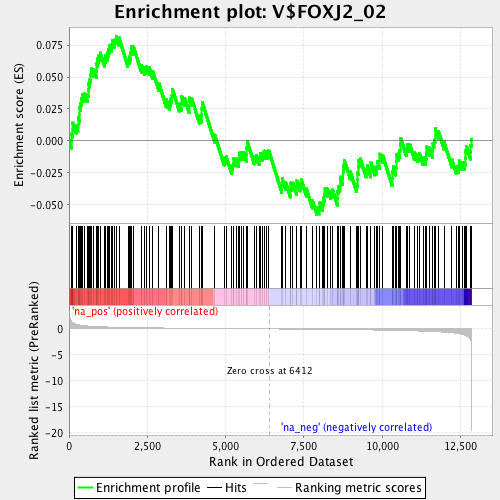 Enrichment plot: V$FOXJ2_02
Enrichment score (ES)
0.075
0.050
0.025
0.000
-0.025
-0.050
'na_pos' (positively correlated)
Ranked list metric (PreRanked)
0
-5
-10
-15
-20
Zero cross at 6412
'na_neg' (negatively correlated)
0
2,500
5,000
7,500
10,000
12,500
Rank in Ordered Dataset
Enrichment profile
Hits
Ranking metric scores